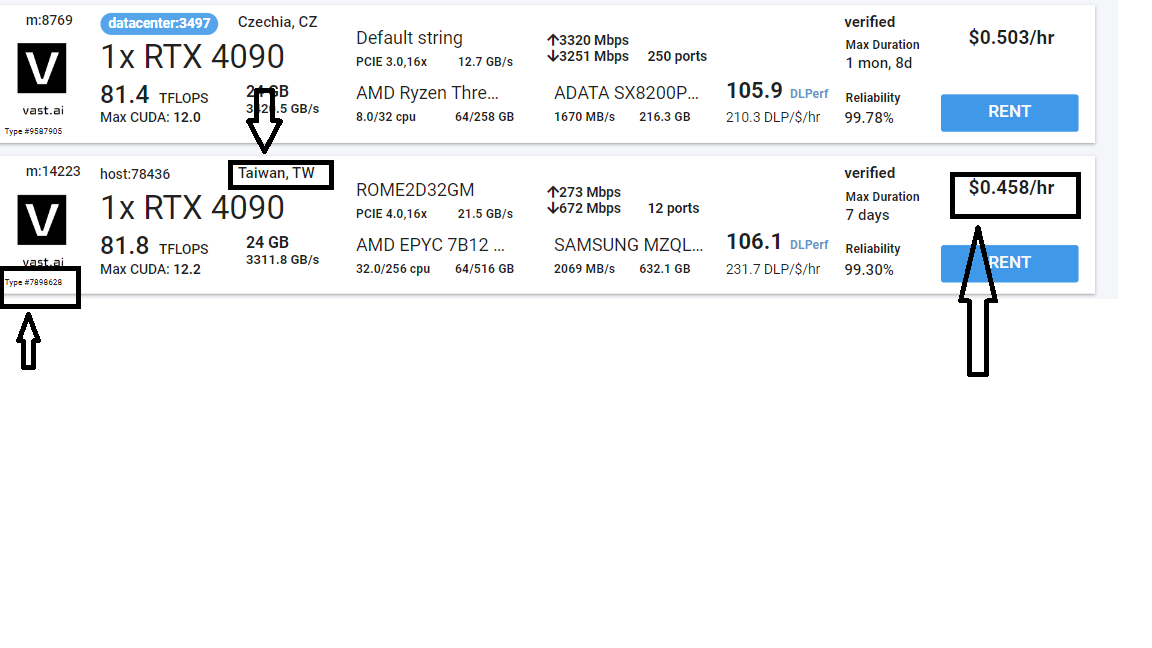 m:8769 datacenter:3497 Czechia, CZ
1x RTX 4090
vast.ai
Type #9587905
81.4 TFLOPS
Max CUDA: 12.0
24 GB
GB/s
Default string
PCIE 3.0,16x 12.7 GB/s
AMD Ryzen Thre...
8.0/32 cpu 64/258 GB
↑3320 Mbps
↓3251 Mbps 250 ports
ADATA SX8200P...
1670 MB/s 216.3 GB
105.9 DLPerf
210.3 DLP/$/hr
verified
Max Duration
1 mon, 8d
Reliability
99.78%
$0.503/hr
RENT
m:14223 host:78436 Taiwan, TW
1x RTX 4090
vast.ai
Type #7898628
81.8 TFLOPS
Max CUDA: 12.2
24 GB
3311.8 GB/s
ROME2D32GM
PCIE 4.0,16x 21.5 GB/s
AMD EPYC 7B12 ...
32.0/256 cpu 64/516 GB
↑273 Mbps
↓672 Mbps 12 ports
SAMSUNG MZQL...
2069 MB/s 632.1 GB
106.1 DLPerf
231.7 DLP/$/hr
verified
Max Duration
7 days
Reliability
99.30%
$0.458/hr
RENT